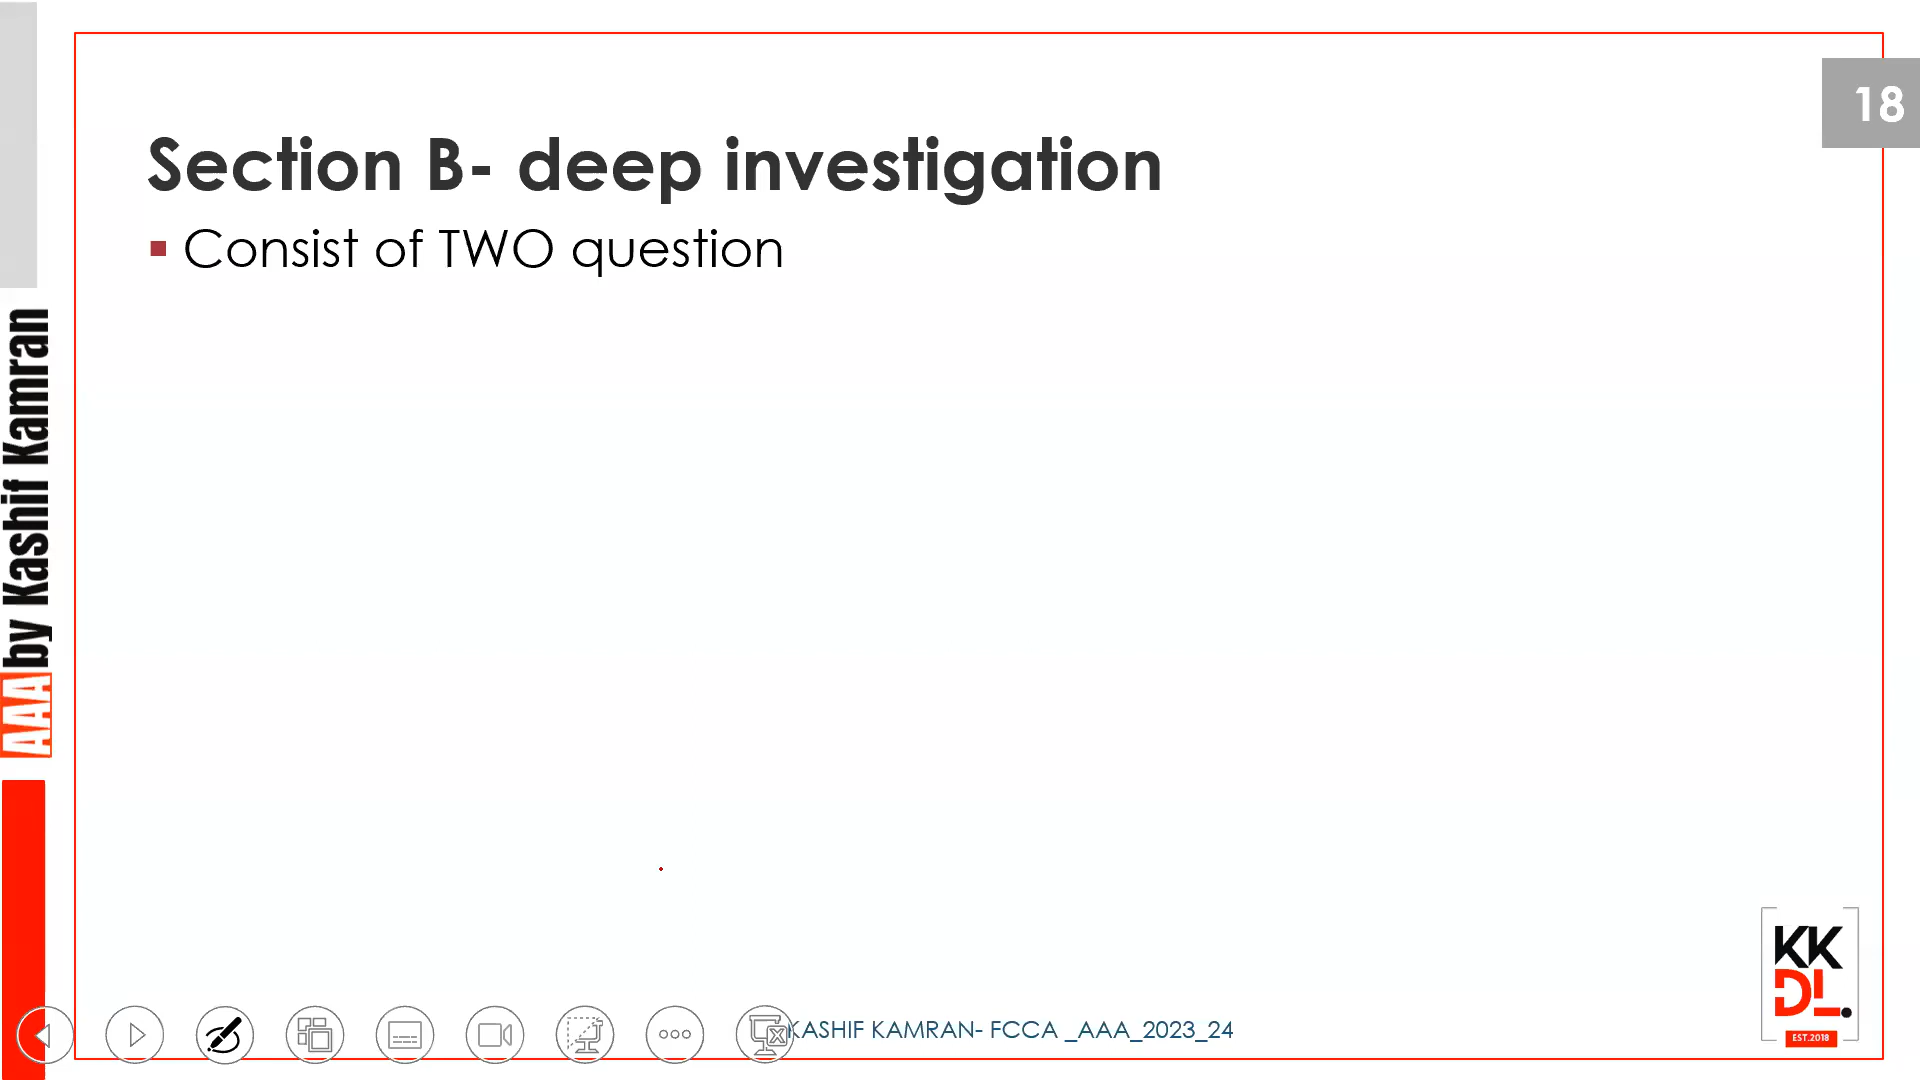 18
Section B- deep investigation
Consist of TWO question
AAA by Kashif Kamran
KASHIF KAMRAN- FCCA _AAA_2023_24
KK
DL.
EST.2018